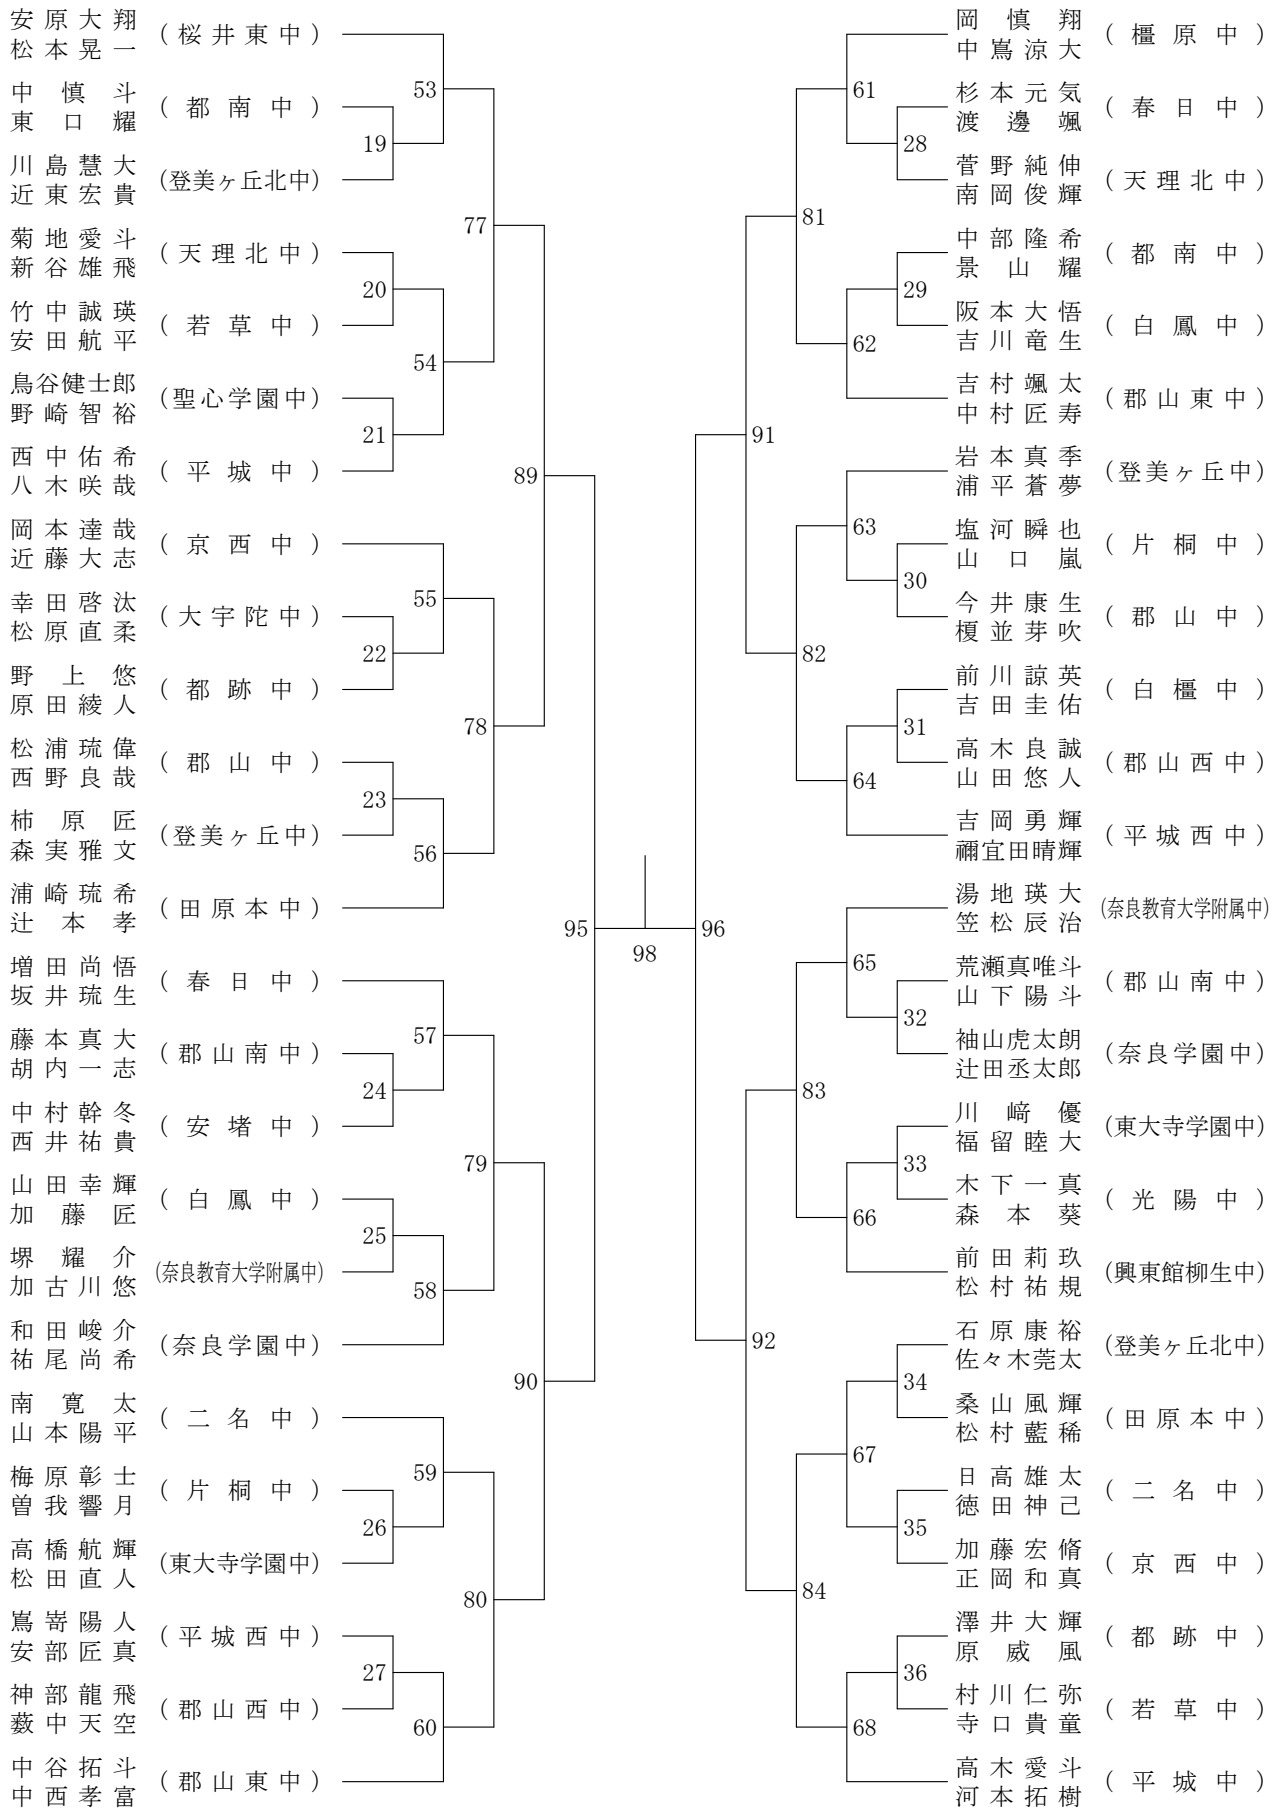 安原大翔
松本晃一
(桜井東中)
中慎斗
東口耀
(都南中)
川島慧大
近東宏貴
(登美ヶ丘北中)
菊地愛斗
新谷雄飛
(天理北中)
竹中誠瑛
安田航平
(若草中)
鳥谷健士郎
野崎智裕
(聖心学園中)
西中佑希
八木咲哉
(平城中)
岡本達哉
近藤大志
(京西中)
幸田啓汰
松原直柔
(大宇陀中)
野上悠
原田綾人
(都跡中)
松浦琉偉
西野良哉
(郡山中)
柿原匠
森実雅文
(登美ヶ丘中)
浦崎琉希
辻本孝
(田原本中)
増田尚悟
坂井琉生
(春日中)
藤本真大
胡内一志
(郡山南中)
中村幹冬
西井祐貴
(安堵中)
山田幸輝
加藤匠
(白鳳中)
堺耀介
加古川悠
(奈良教育大学附属中)
和田峻介
祐尾尚希
(奈良学園中)
南寛太
山本陽平
(二名中)
梅原彰士
曽我響月
(片桐中)
高橋航輝
松田直人
(東大寺学園中)
嶌嵜陽人
安部匠真
(平城西中)
神部龍飛
薮中天空
(郡山西中)
中谷拓斗
中西孝富
(郡山東中)
53
19
77
20
54
21
89
55
22
78
23
56
95
57
24
79
25
58
90
59
26
80
27
60
98
96
61
28
81
29
62
91
63
30
82
31
64
65
32
83
33
66
92
34
67
35
84
36
68
岡慎翔
中嶌涼大
(橿原中)
杉本元気
渡邊颯
(春日中)
菅野純伸
南岡俊輝
(天理北中)
中部隆希
景山耀
(都南中)
阪本大悟
吉川竜生
(白鳳中)
吉村颯太
中村匠寿
(郡山東中)
岩本真季
浦平蒼夢
(登美ヶ丘中)
塩河瞬也
山口嵐
(片桐中)
今井康生
榎並芽吹
(郡山中)
前川諒英
吉田圭佑
(白橿中)
高木良誠
山田悠人
(郡山西中)
吉岡勇輝
禰宜田晴輝
(平城西中)
湯地瑛大
笠松辰治
(奈良教育大学附属中)
荒瀬真唯斗
山下陽斗
(郡山南中)
袖山虎太朗
辻田丞太郎
(奈良学園中)
川﨑優
福留睦大
(東大寺学園中)
木下一真
森本葵
(光陽中)
前田莉玖
松村祐規
(興東館柳生中)
石原康裕
佐々木莞太
(登美ヶ丘北中)
桑山風輝
松村藍稀
(田原本中)
日高雄太
徳田神己
(二名中)
加藤宏脩
正岡和真
(京西中)
澤井大輝
原威風
(都跡中)
村川仁弥
寺口貴童
(若草中)
高木愛斗
河本拓樹
(平城中)